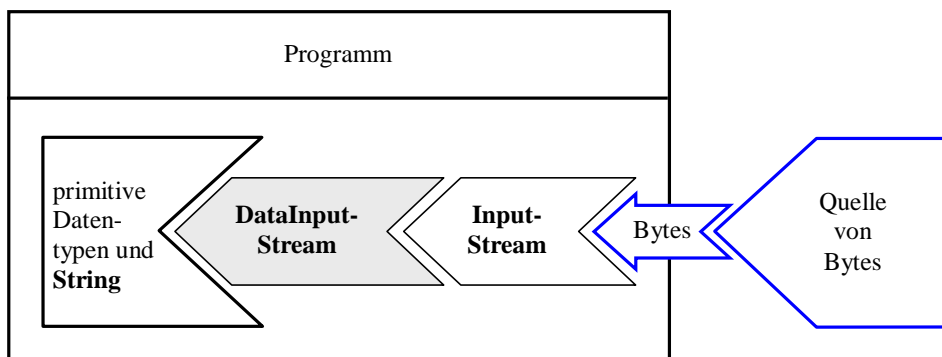 Programm
primitive
Daten-
typen und
String
DataInput-
Stream
Input-
Stream
Bytes
Quelle
von
Bytes